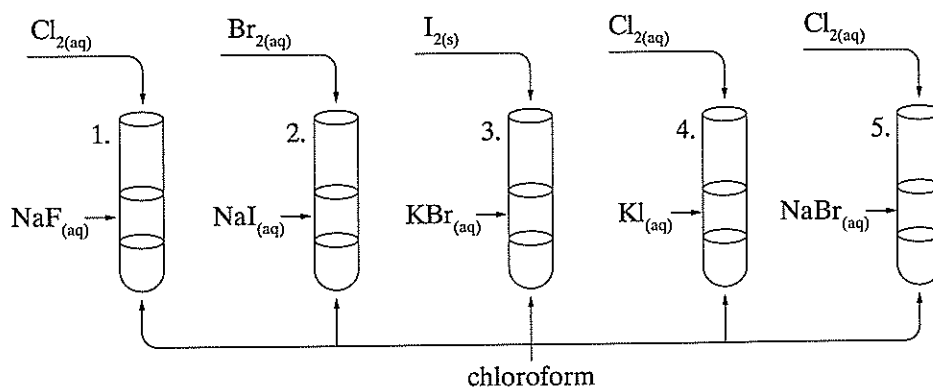 Cl2(aq)
Br2(aq)
I2(s)
Cl2(aq)
Cl2(aq)
1.
2.
3.
4.
5.
NaF(aq)
NaI(aq)
KBr(aq)
Kl(aq)
NaBr(aq)
chloroform